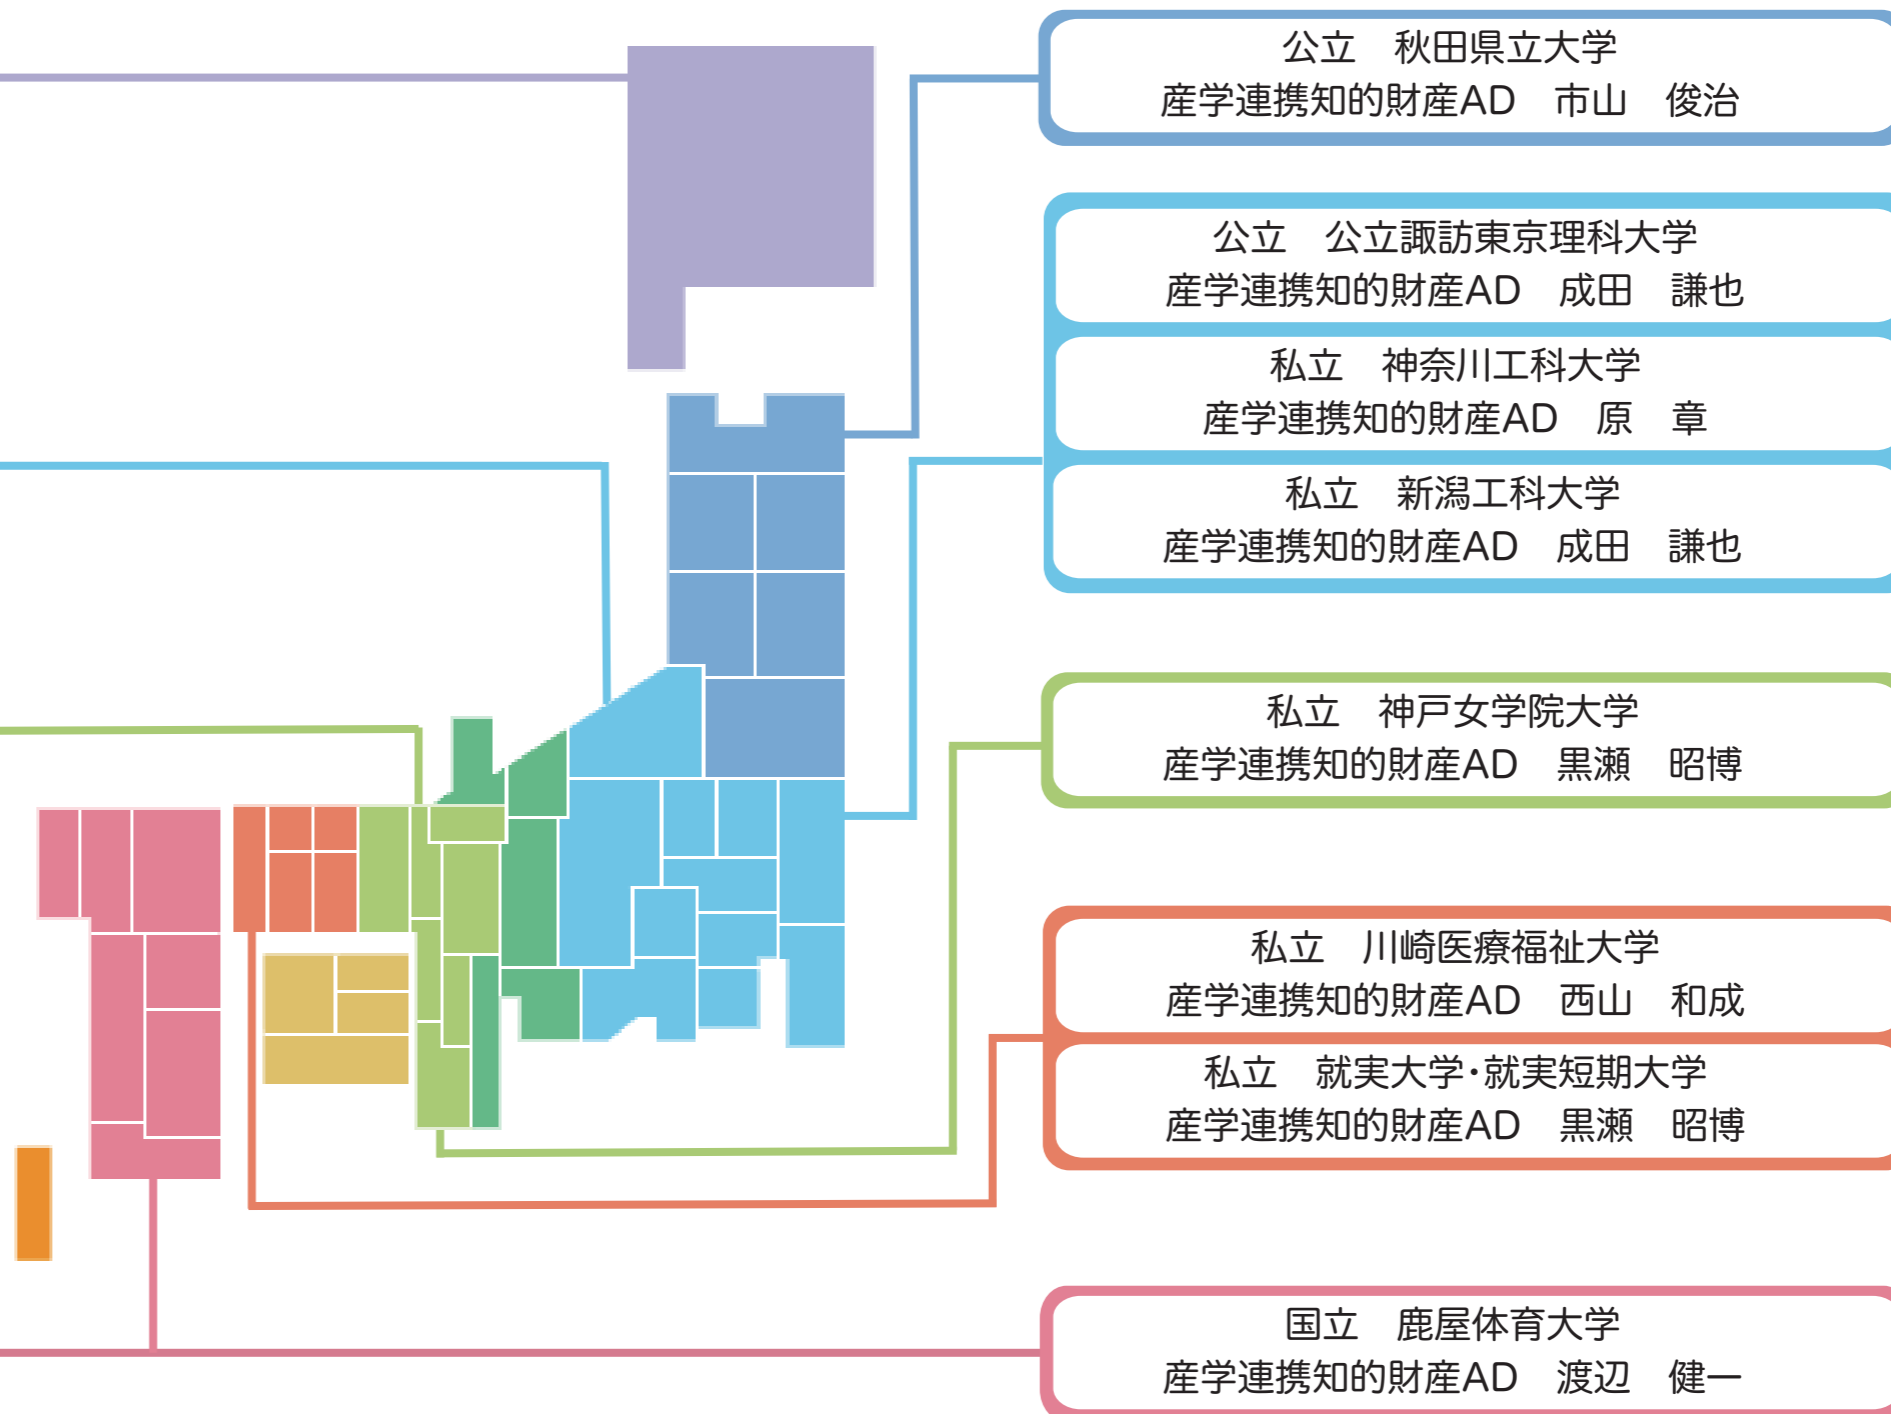 公立　秋田県立大学
産学連携知的財産AD　市山　俊治
公立　公立諏訪東京理科大学
産学連携知的財産AD　成田　謙也
私立　神奈川工科大学
産学連携知的財産AD　原　章
私立　新潟工科大学
産学連携知的財産AD　成田　謙也
私立　神戸女学院大学
産学連携知的財産AD　黒瀬　昭博
私立　川崎医療福祉大学
産学連携知的財産AD　西山　和成
私立　就実大学・就実短期大学
産学連携知的財産AD　黒瀬　昭博
国立　鹿屋体育大学
産学連携知的財産AD　渡辺　健一